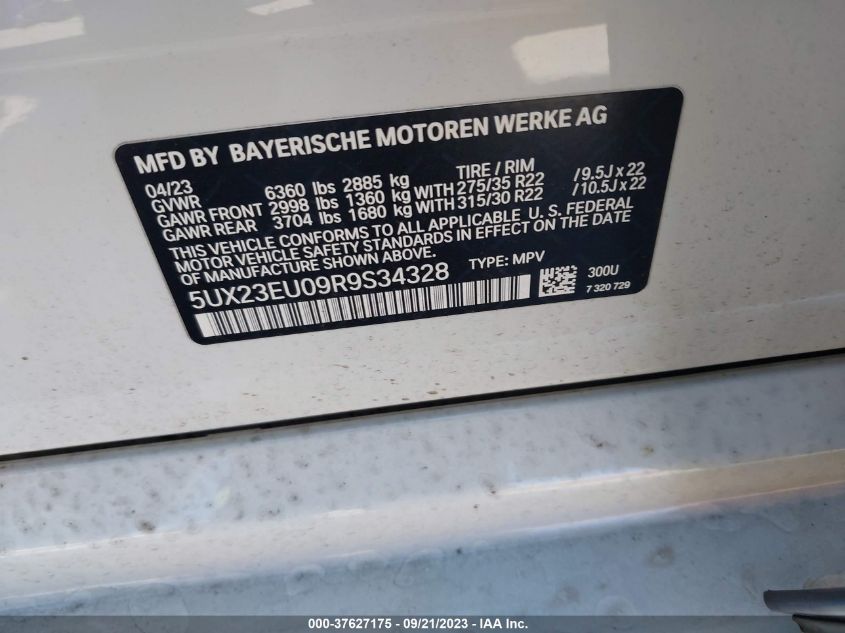 MFD BY BAYERISCHE MOTOREN WERKE AG
04/23 TIRE / RIM
GVWR 6360 lbs 2885 kg
GAWR FRONT 2998 lbs 1360 kg WITH 275/35 R22 /9.5J x 22
GAWR REAR 3704 lbs 1680 kg WITH 315/30 R22 /10.5J x 22
THIS VEHICLE CONFORMS TO ALL APPLICABLE U. S. FEDERAL
MOTOR VEHICLE SAFETY STANDARDS IN EFFECT ON THE DATE
OF MANUFACTURE SHOWN ABOVE.
5UX23EU09R9S34328 TYPE: MPV 300U
7 320 729
000-37627175 - 09/21/2023 - IAA Inc.